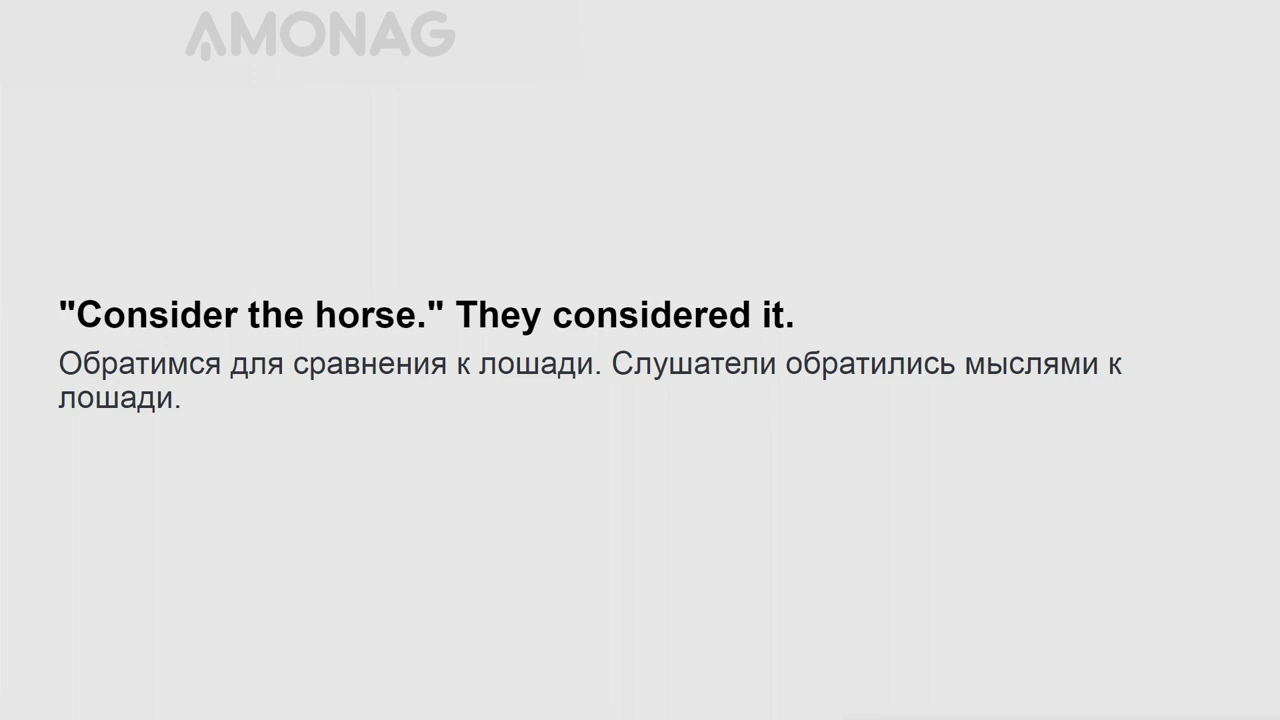 AMONAG
"Consider the horse." They considered it.
Обратимся для сравнения к лошади. Слушатели обратились мыслями к
лошади.